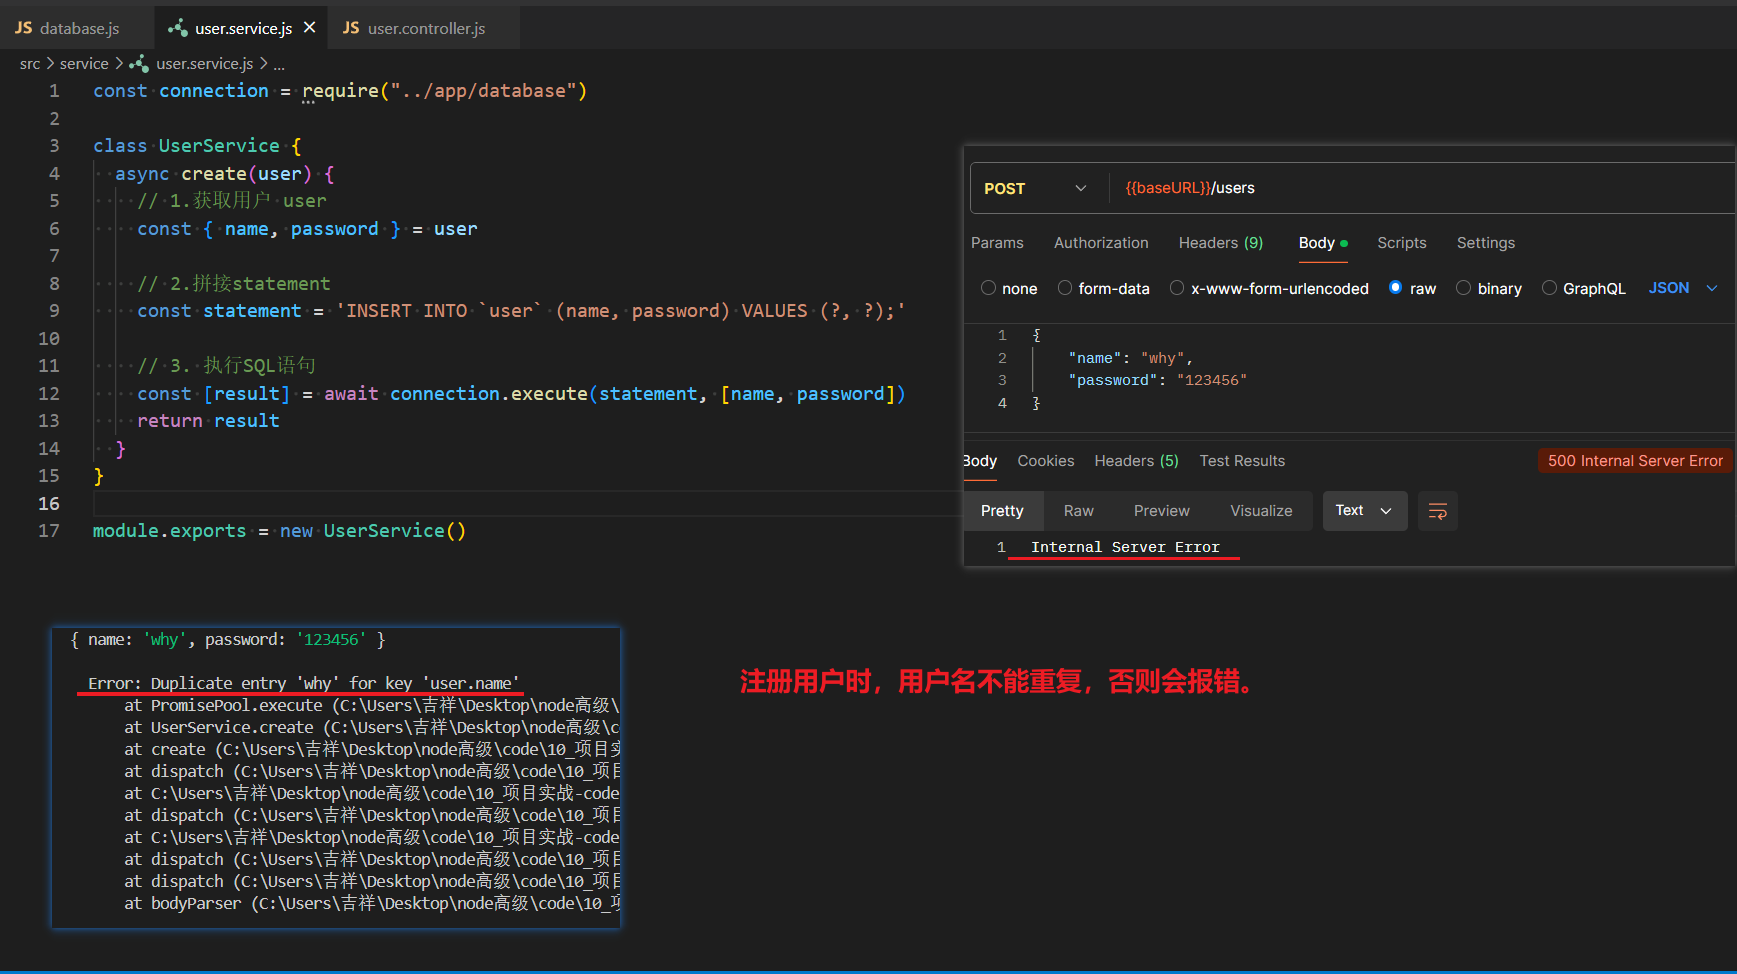 JS database.js
user.service.js ×
JS user.controller.js
src > service > user.service.js > ...
1 const connection = require("../app/database")
2
3 class UserService {
4 async create(user) {
5 // 1.获取用户 user
6 const { name, password } = user
7
8 // 2.拼接statement
9 const statement = 'INSERT INTO `user` (name, password) VALUES (?, ?);'
10
11 // 3. 执行SQL语句
12 const [result] = await connection.execute(statement, [name, password])
13 return result
14 }
15 }
16
17 module.exports = new UserService()
POST {{baseURL}}/users
Params Authorization Headers (9) Body Scripts Settings
none form-data x-www-form-urlencoded raw binary GraphQL JSON
1 {
2 "name": "why",
3 "password": "123456"
4 }
Body Cookies Headers (5) Test Results 500 Internal Server Error
Pretty Raw Preview Visualize Text
1 Internal Server Error
{ name: 'why', password: '123456' }
Error: Duplicate entry 'why' for key 'user.name'
at PromisePool.execute (C:\Users\吉祥\Desktop\node高级\
at UserService.create (C:\Users\吉祥\Desktop\node高级\c
at create (C:\Users\吉祥\Desktop\node高级\code\10_项目实
at dispatch (C:\Users\吉祥\Desktop\node高级\code\10_项目
at C:\Users\吉祥\Desktop\node高级\code\10_项目实战-code
at dispatch (C:\Users\吉祥\Desktop\node高级\code\10_项目
at C:\Users\吉祥\Desktop\node高级\code\10_项目实战-code
at dispatch (C:\Users\吉祥\Desktop\node高级\code\10_项目
at dispatch (C:\Users\吉祥\Desktop\node高级\code\10_项目
at bodyParser (C:\Users\吉祥\Desktop\node高级\code\10_项
注册用户时，用户名不能重复，否则会报错。